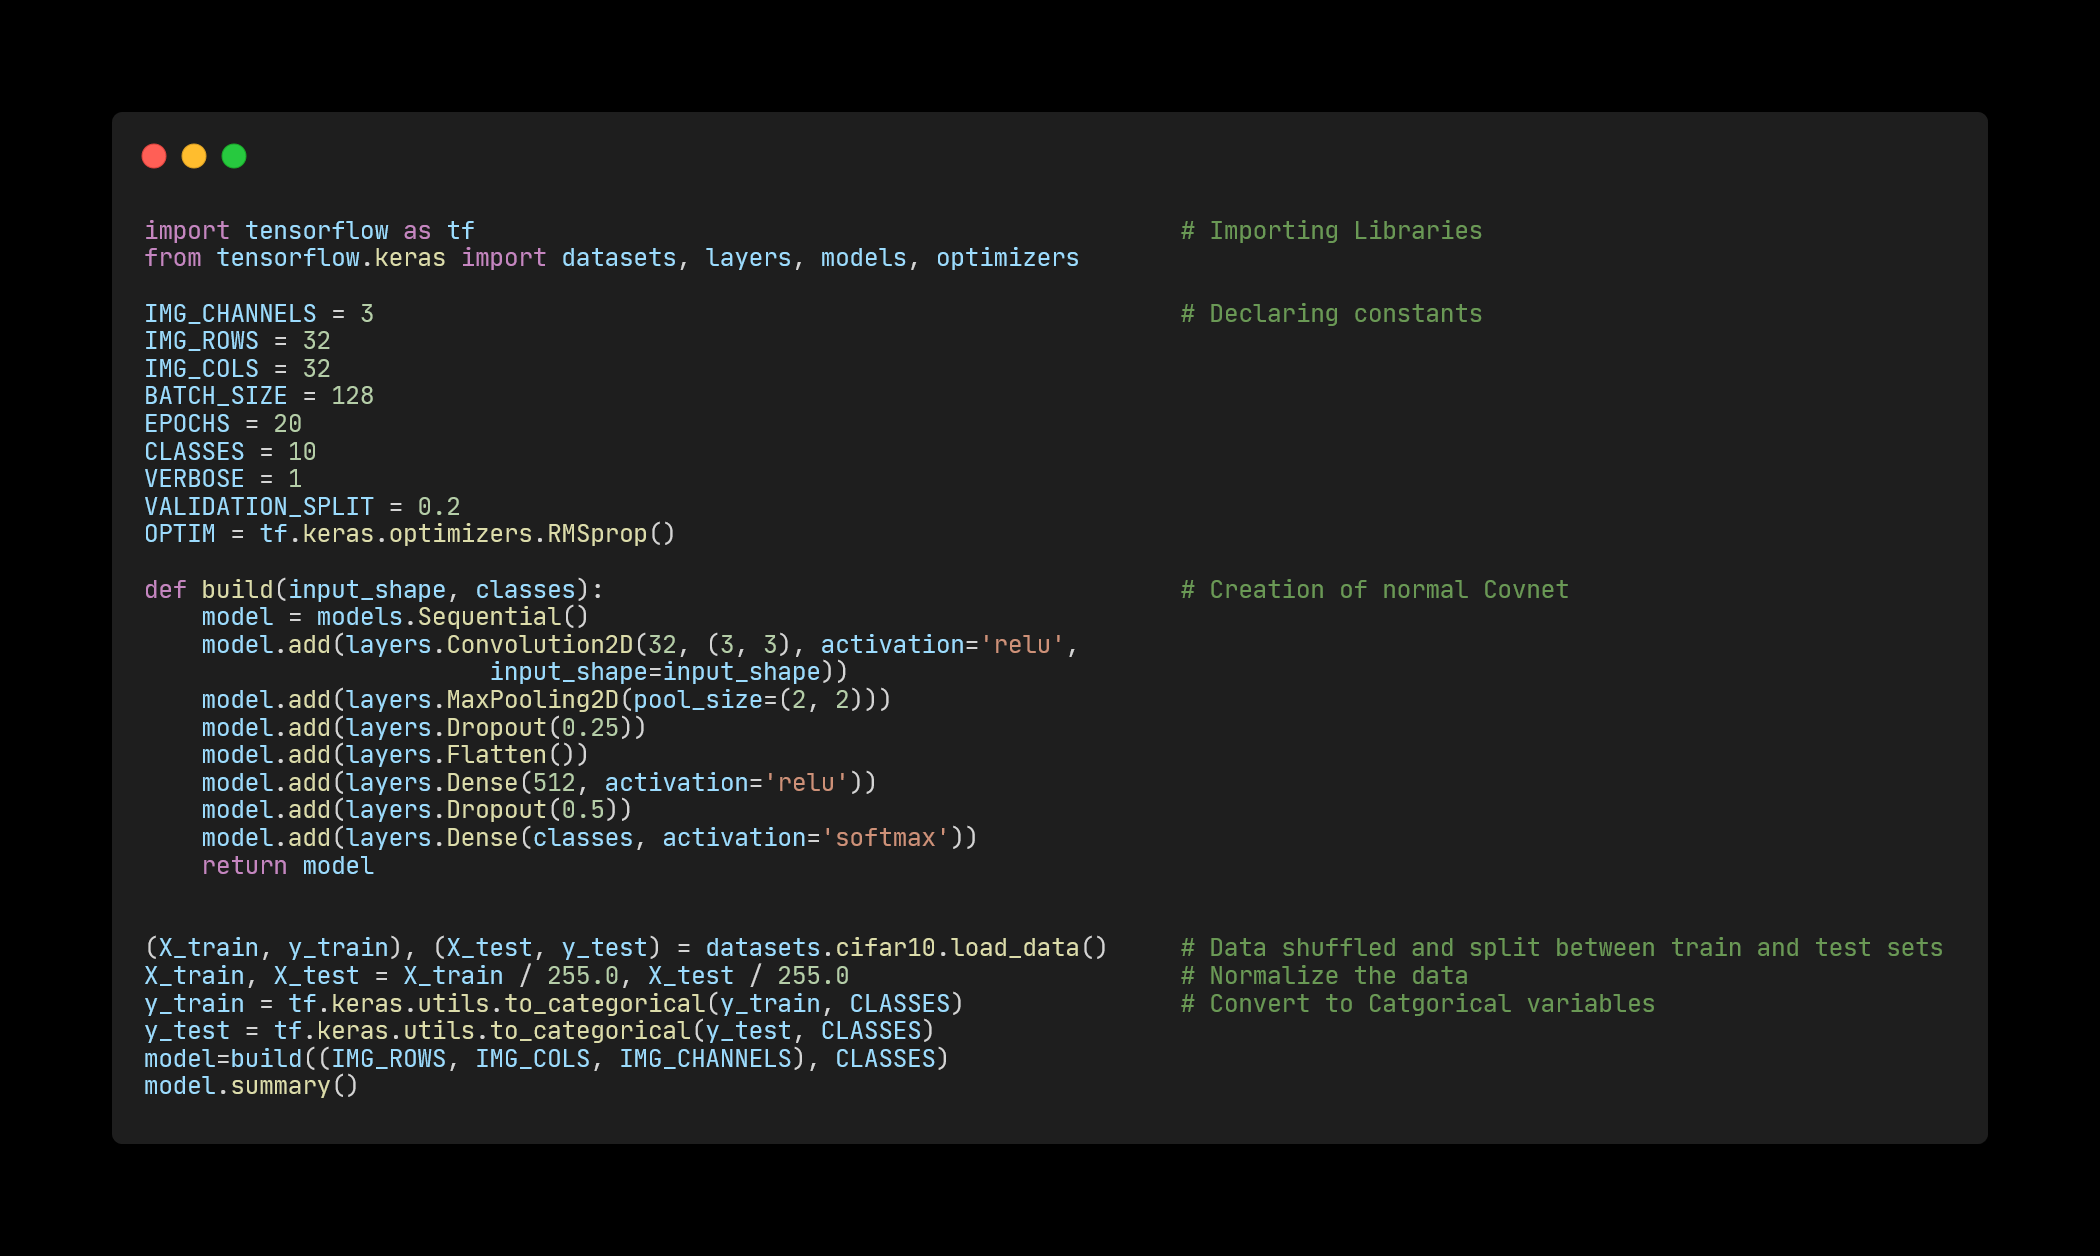 import tensorflow as tf                                                 # Importing Libraries
from tensorflow.keras import datasets, layers, models, optimizers

IMG_CHANNELS = 3                                                        # Declaring constants
IMG_ROWS = 32
IMG_COLS = 32
BATCH_SIZE = 128
EPOCHS = 20
CLASSES = 10
VERBOSE = 1
VALIDATION_SPLIT = 0.2
OPTIM = tf.keras.optimizers.RMSprop()

def build(input_shape, classes):                                        # Creation of normal Covnet
    model = models.Sequential()
    model.add(layers.Convolution2D(32, (3, 3), activation='relu',
                        input_shape=input_shape))
    model.add(layers.MaxPooling2D(pool_size=(2, 2)))
    model.add(layers.Dropout(0.25))
    model.add(layers.Flatten())
    model.add(layers.Dense(512, activation='relu'))
    model.add(layers.Dropout(0.5))
    model.add(layers.Dense(classes, activation='softmax'))
    return model


(X_train, y_train), (X_test, y_test) = datasets.cifar10.load_data()     # Data shuffled and split between train and test sets
X_train, X_test = X_train / 255.0, X_test / 255.0                       # Normalize the data
y_train = tf.keras.utils.to_categorical(y_train, CLASSES)               # Convert to Catgorical variables
y_test = tf.keras.utils.to_categorical(y_test, CLASSES)
model=build((IMG_ROWS, IMG_COLS, IMG_CHANNELS), CLASSES)
model.summary()